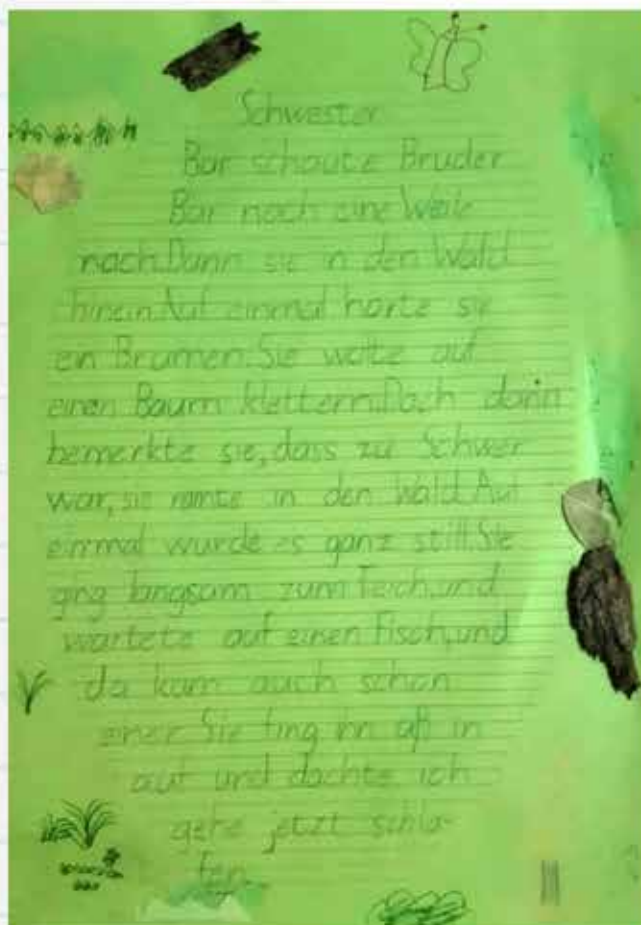 Schwester
Bär schaute Bruder
Bär noch eine Weile
nach.Dann sie in den Wald
hinein.Auf einmal hörte sie
ein Brumen.Sie wolte auf
einen Baum klettern.Doch dann
bemerkte sie,dass zu Schwer
war,sie rannte in den Wald.Auf
einmal wurde es ganz still.Sie
ging langsam zum Teich,und
wartete auf einen Fisch,und
da kam auch schon
einer Sie fing ihn aß in
auf und dachte ich
gehe jetzt schla-
fen